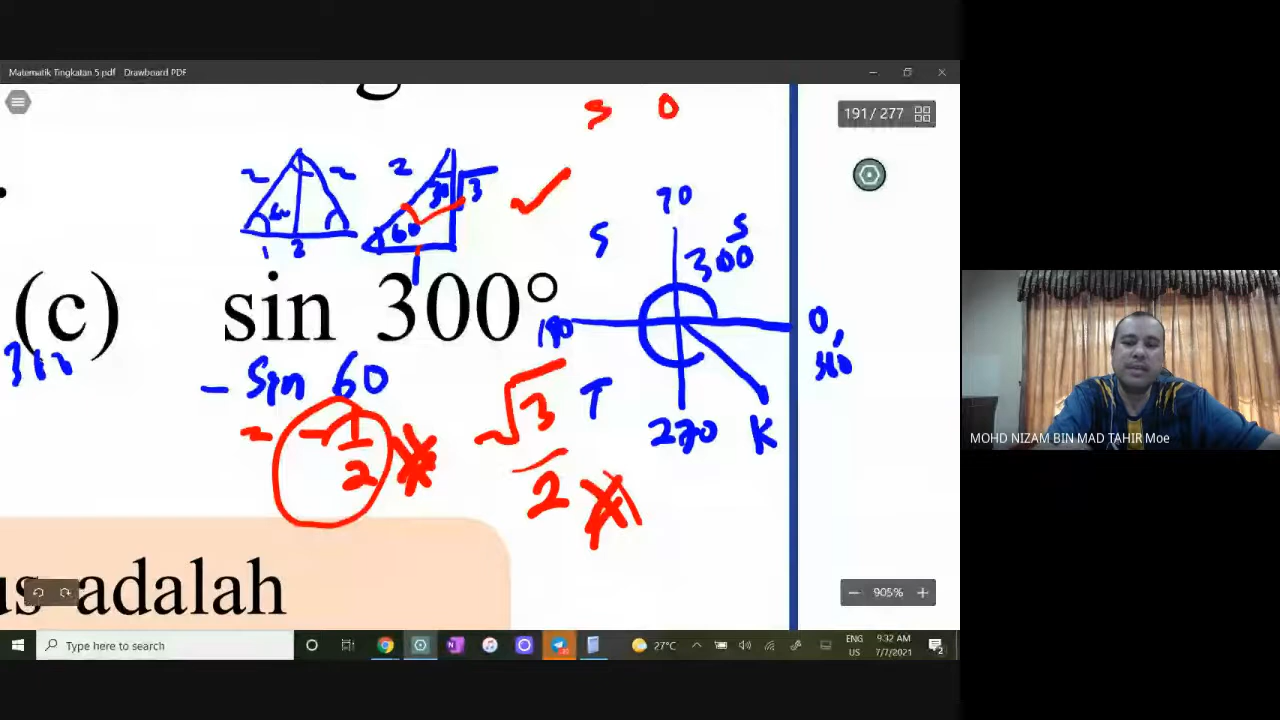 Matematik Tingkatan 5.pdf Drawboard PDF
191 / 277
S O
2 2 60 1 2
2 30 √3 60 1
90
S S
300
(c) sin 300°
180 0, 360
- Sin 60
√3/2
T
270 K
2
adalah
905%
MOHD NIZAM BIN MAD TAHIR Moe
Type here to search
27°C
ENG
US
9:32 AM
7/7/2021
2